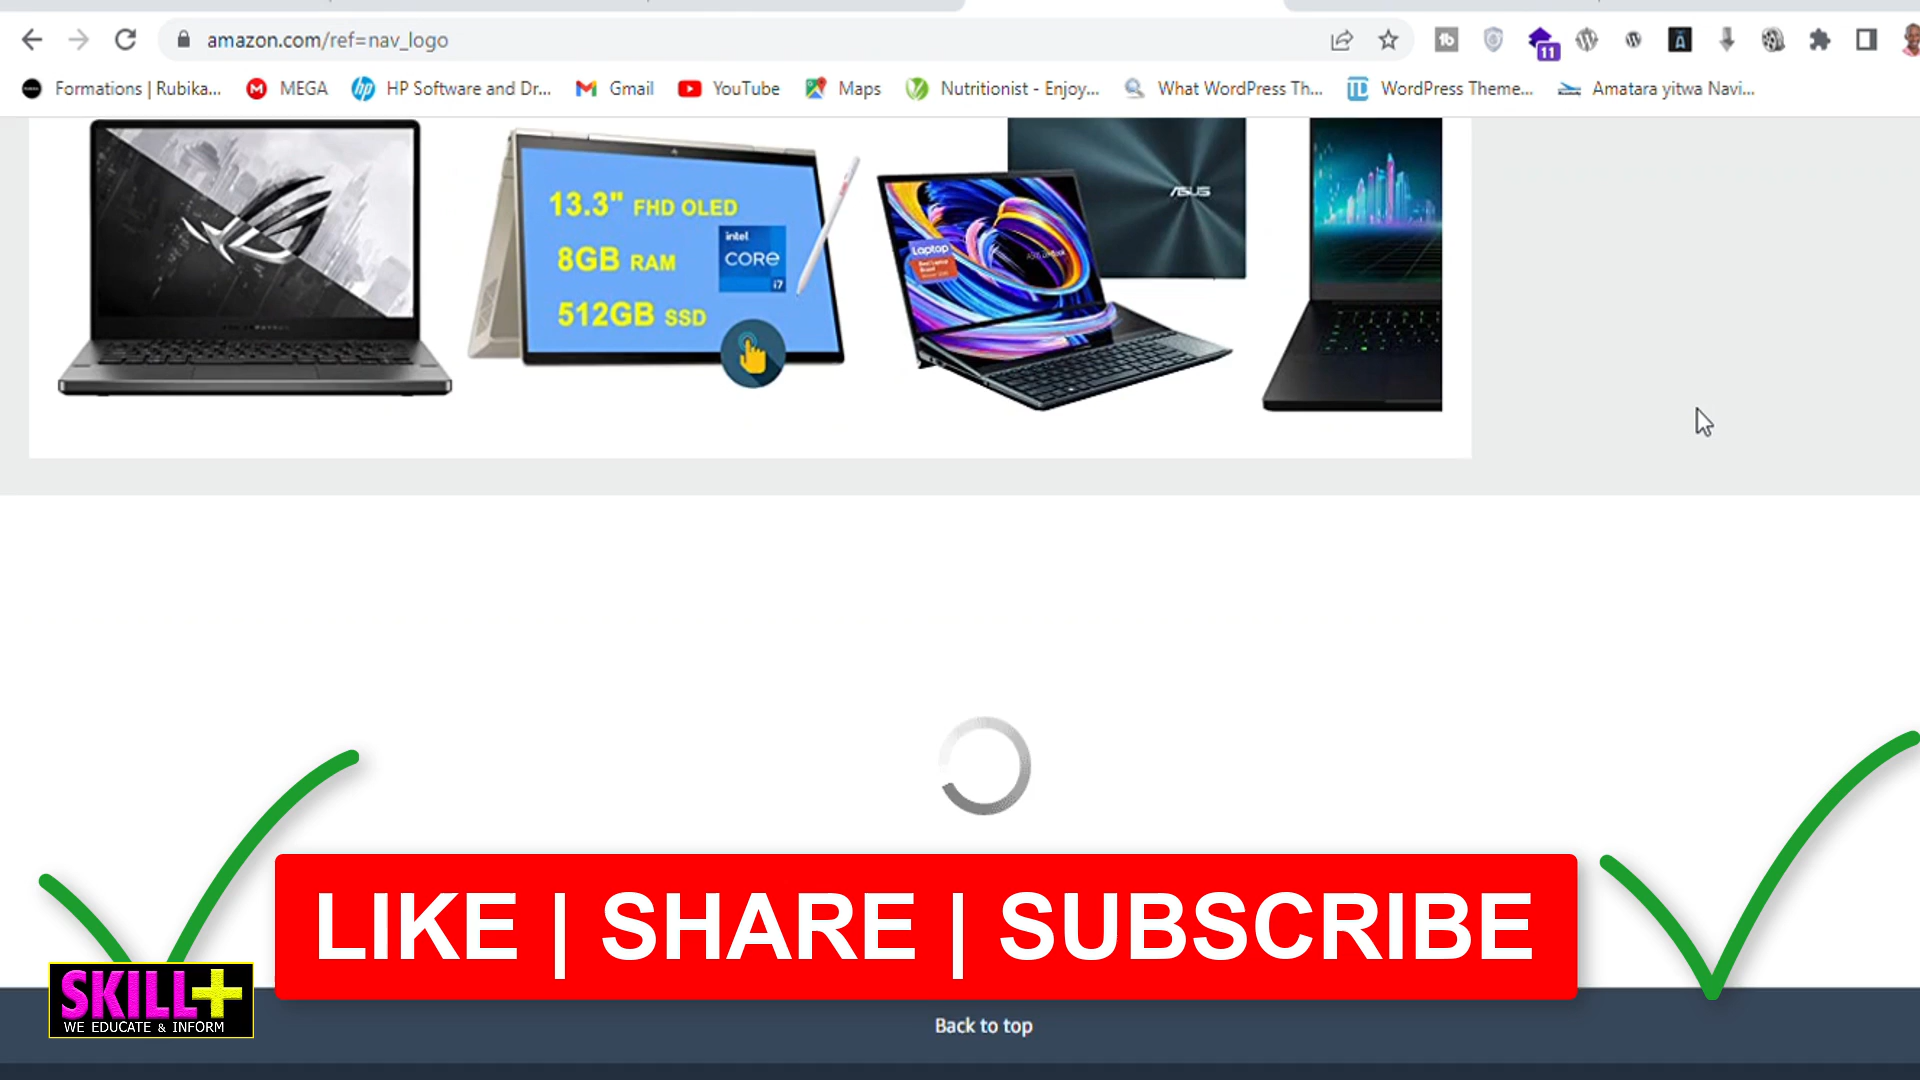 amazon.com/ref=nav_logo
11
Formations | Rubika...
MEGA
HP Software and Dr...
Gmail
YouTube
Maps
Nutritionist - Enjoy...
What WordPress Th...
WordPress Theme...
Amatara yitwa Navi...
13.3" FHD OLED
8GB RAM
512GB SSD
intel
CORE
i7
Laptop
ASUS
LIKE | SHARE | SUBSCRIBE
SKILL+
WE EDUCATE & INFORM
Back to top